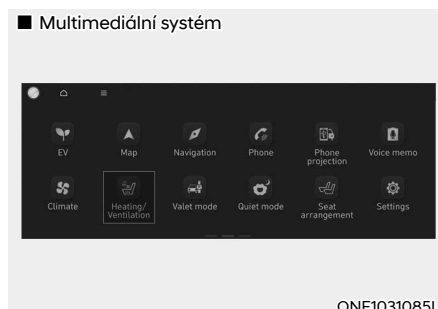 ■ Multimediální systém
EV
Map
Navigation
Phone
Phone projection
Voice memo
Climate
Heating/ Ventilation
Valet mode
Quiet mode
Seat arrangement
Settings